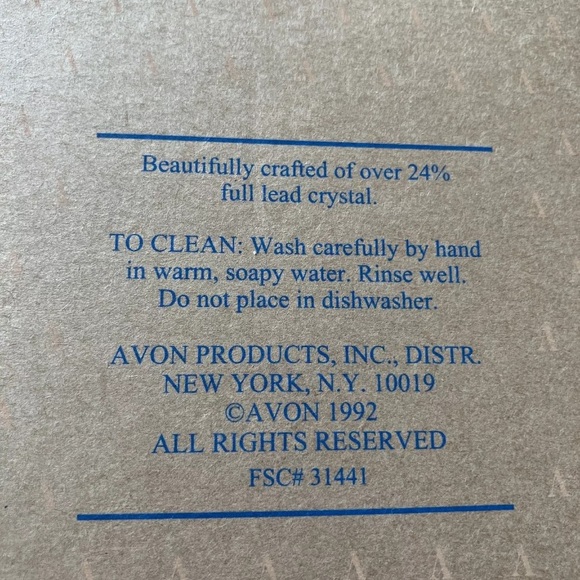 Beautifully crafted of over 24%
full lead crystal.
TO CLEAN: Wash carefully by hand
in warm, soapy water. Rinse well.
Do not place in dishwasher.
AVON PRODUCTS, INC., DISTR.
NEW YORK, N.Y. 10019
©AVON 1992
ALL RIGHTS RESERVED
FSC# 31441